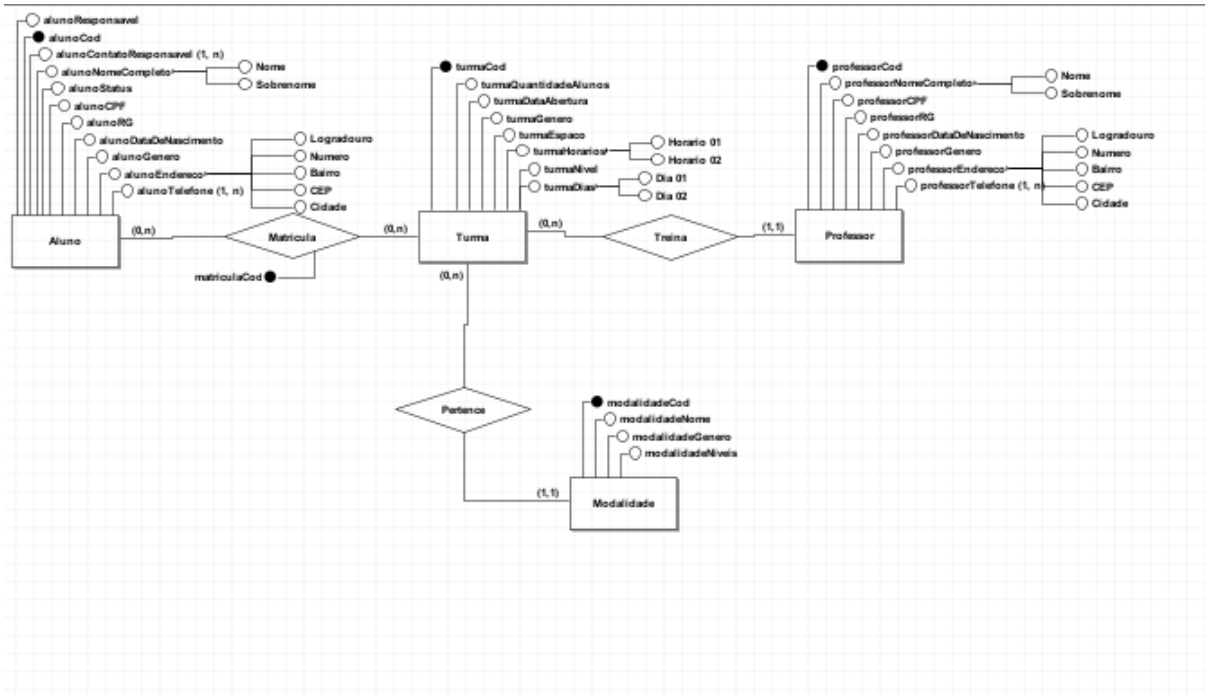 alunoResponsavel
alunoCod
alunoContatoResponsavel (1, n)
alunoNomeCompleto
Nome
Sobrenome
alunoStatus
alunoCPF
alunoRG
alunoDataDeNascimento
alunoGenero
alunoEndereco
Logradouro
Numero
Bairro
CEP
Cidade
alunoTelefone (1, n)
Aluno
(0,n)
Matricula
matriculaCod
(0,n)
turmaCod
turmaQuantidadeAlunos
turmaDataAbertura
turmaGenero
turmaEspaco
turmaHorarios
Horario 01
Horario 02
turmaNivel
turmaDias
Dia 01
Dia 02
Turma
(0,n)
Treina
(1,1)
professorCod
professorNomeCompleto
Nome
Sobrenome
professorCPF
professorRG
professorDataDeNascimento
professorGenero
professorEndereco
Logradouro
Numero
Bairro
CEP
Cidade
professorTelefone (1, n)
Professor
(0,n)
Pertence
(1,1)
modalidadeCod
modalidadeNome
modalidadeGenero
modalidadeNiveis
Modalidade